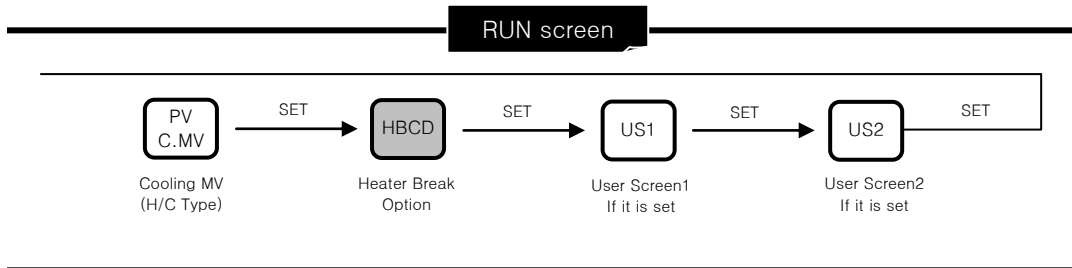 RUN screen
PV
C.MV
SET
HBCD
SET
US1
SET
US2
SET
Cooling MV
(H/C Type)
Heater Break
Option
User Screen1
If it is set
User Screen2
If it is set